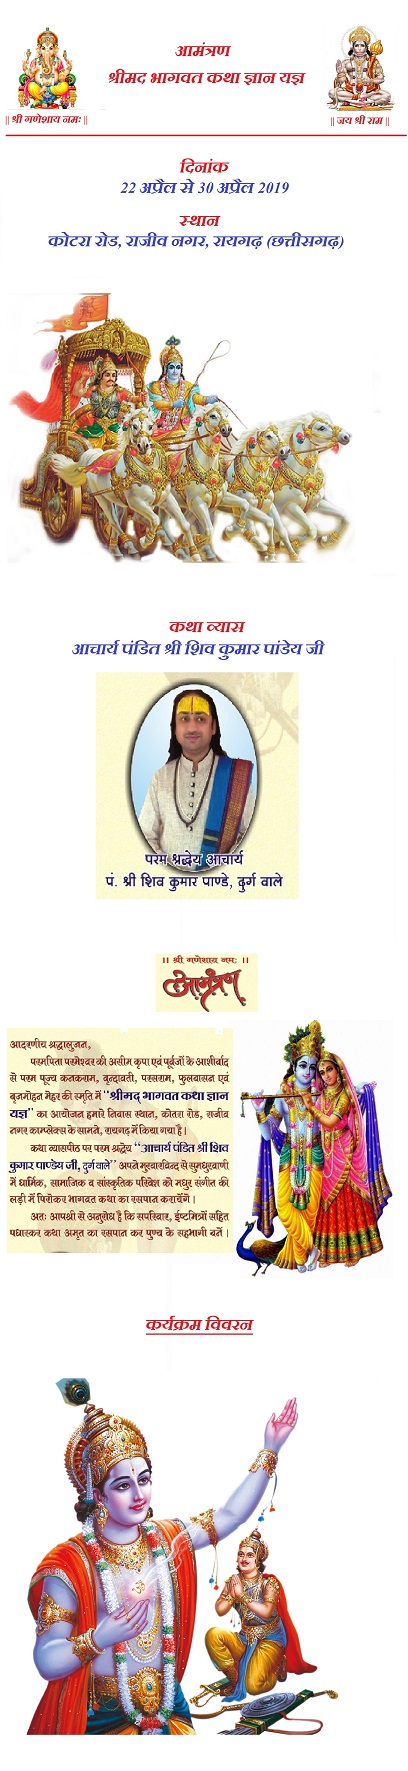 आमंत्रण
श्रीमद भागवत कथा ज्ञान यज्ञ
|| श्री गणेशाय नमः ||
|| जय श्री राम ||
दिनांक
22 अप्रैल से 30 अप्रैल 2019
स्थान
कोटरा रोड, राजीव नगर, रायगढ़ (छत्तीसगढ़)
कथा व्यास
आचार्य पंडित श्री शिव कुमार पांडेय जी
परम श्रद्धेय आचार्य
पं. श्री शिव कुमार पाण्डे, दुर्ग वाले
।। श्री गणेशाय नम: ।।
आमंत्रण
आदरणीय श्रद्धालुजन,
परमपिता परमेश्वर की असीम कृपा एवं पूर्वजों के आशीर्वाद
से परम पूज्य कनकराम, वृन्दावती, परसराम, फुलबासन एवं
बृजमोहन मेहर की स्मृति में "श्रीमद् भागवत कथा ज्ञान
यज्ञ" का आयोजन हमारे निवास स्थान, कोतरा रोड, राजीव
नगर काम्पलेक्स के सामने, रायगढ़ में किया गया है।
कथा व्यासपीठ पर परम श्रद्धेय "आचार्य पंडित श्री शिव
कुमार पाण्डेय जी, दुर्ग वाले" अपने मुखारबिन्द से सुमधुरवाणी
में धार्मिक, सामाजिक व सांस्कृतिक परिवेश को मधुर संगीत की
लड़ी में पिरोकर भागवत कथा का रसपान करायेंगे।
अतः आपश्री से अनुरोध है कि सपरिवार, ईष्टमित्रों सहित
पधारकर कथा अमृत का रसपान कर पुण्य के सहभागी बनें।
कर्यक्रम विवरन